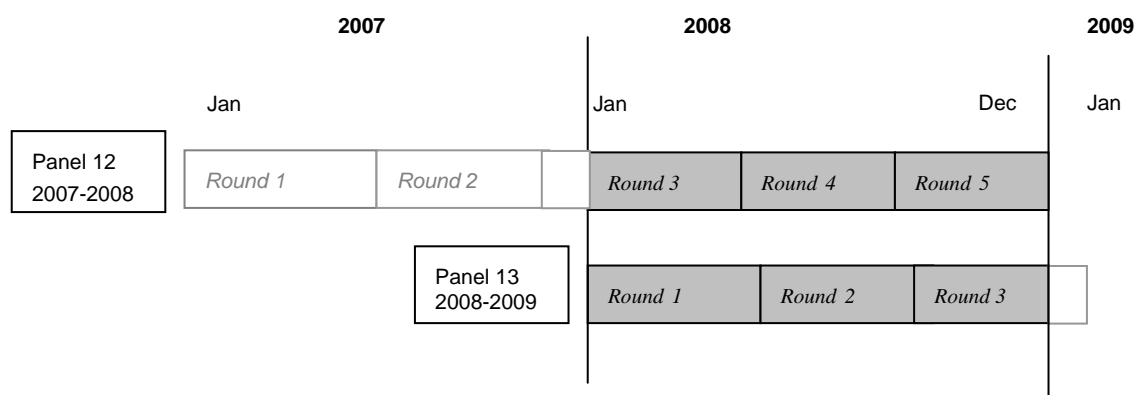 2007 2008 2009
Jan Jan Dec Jan
Panel 12
2007-2008
Round 1 Round 2 Round 3 Round 4 Round 5
Panel 13
2008-2009
Round 1 Round 2 Round 3